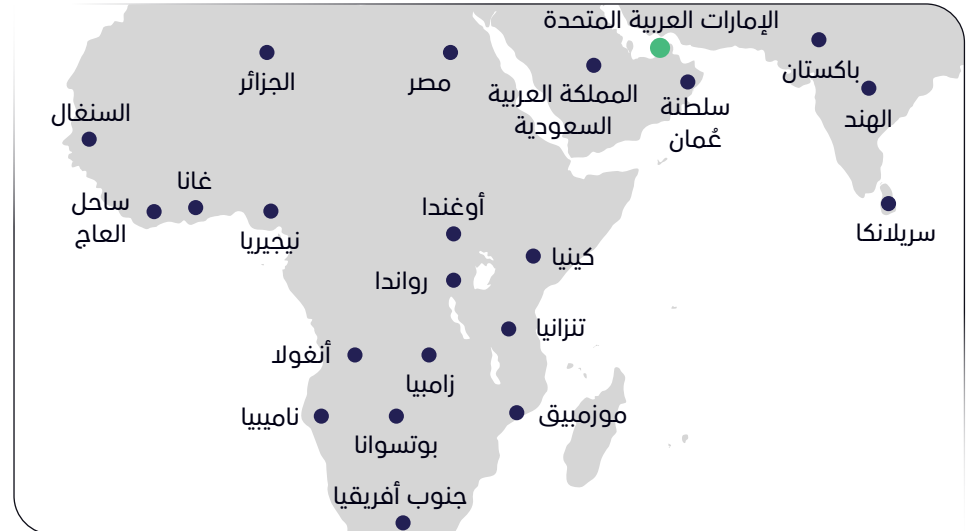 الإمارات العربية المتحدة
باكستان
الجزائر
مصر
المملكة العربية
السعودية
سلطنة
عُمان
الهند
السنغال
غانا
ساحل
العاج
نيجيريا
أوغندا
سريلانكا
كينيا
رواندا
تنزانيا
أنغولا
زامبيا
ناميبيا
موزمبيق
بوتسوانا
جنوب أفريقيا